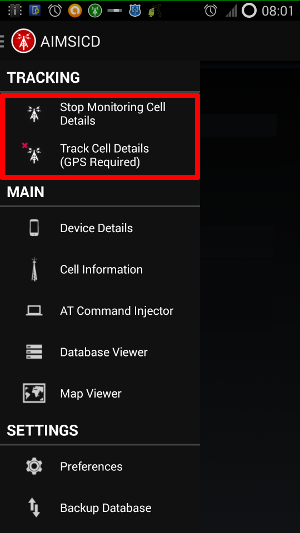 08:01
AIMSICD
TRACKING
Stop Monitoring Cell
Details
Track Cell Details
(GPS Required)
MAIN
Device Details
Cell Information
AT Command Injector
Database Viewer
Map Viewer
SETTINGS
Preferences
Backup Database